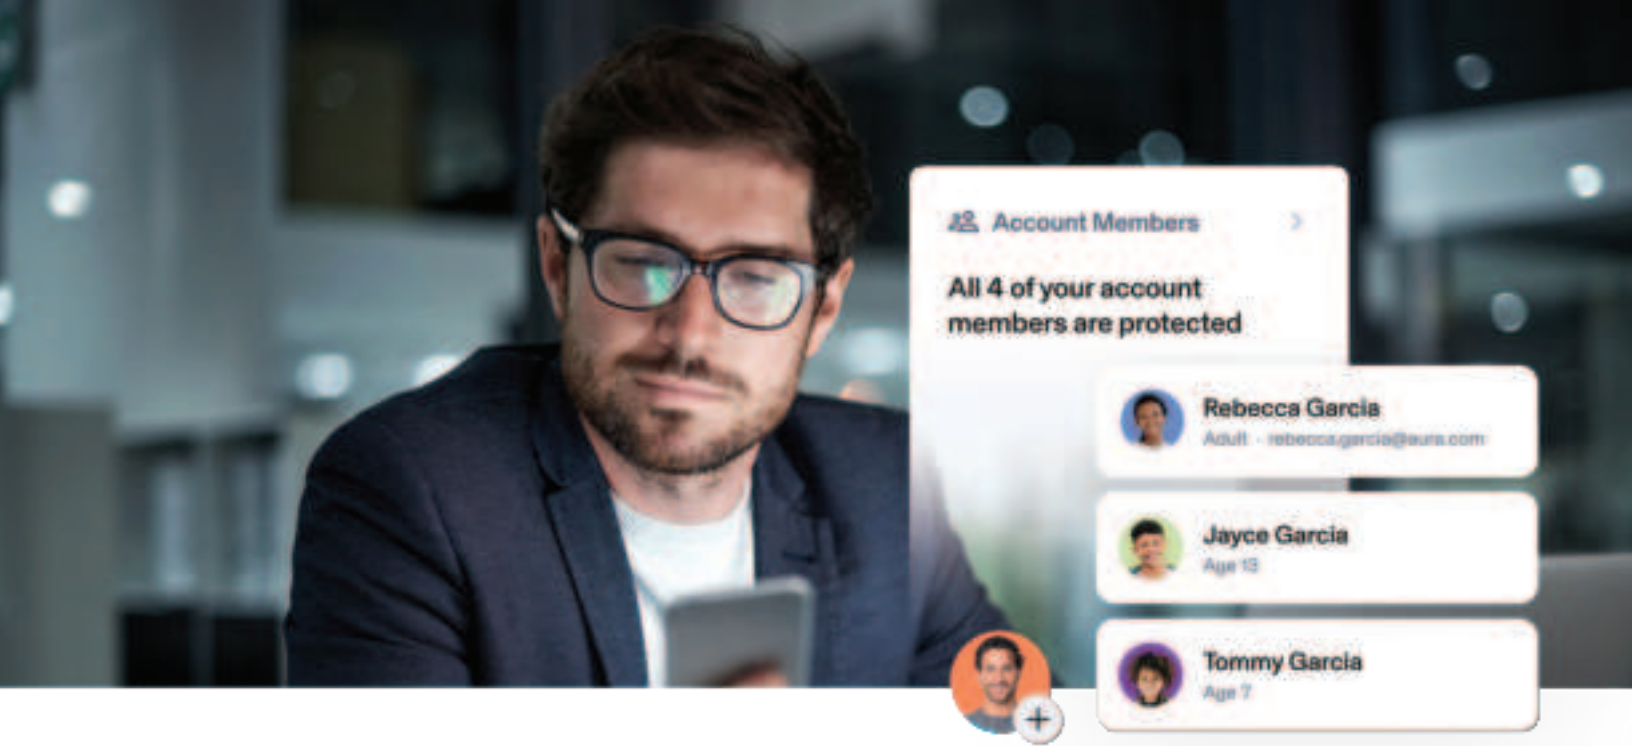 Account Members
All 4 of your account
members are protected
Rebecca Garcia
Adult · rebecca.garcia@aura.com
Jayce Garcia
Age 13
Tommy Garcia
Age 7